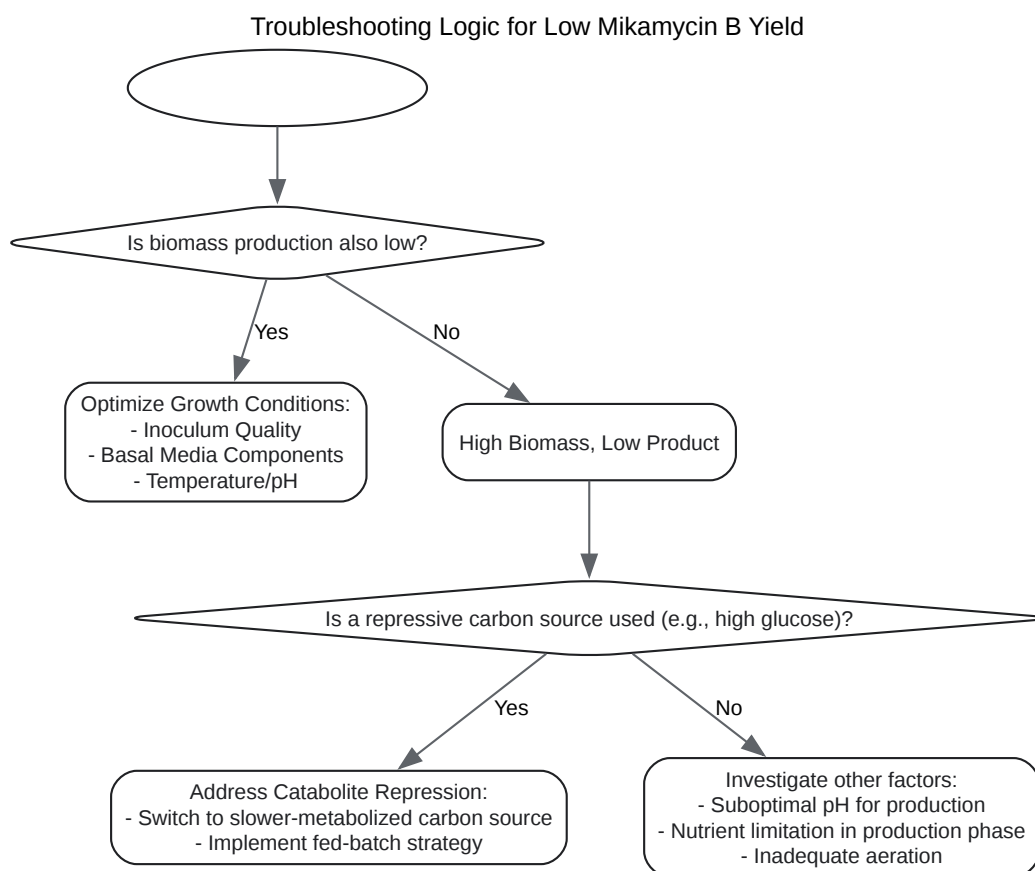 Troubleshooting Logic for Low Mikamycin B Yield
Is biomass production also low?
Yes
No
Optimize Growth Conditions:
- Inoculum Quality
- Basal Media Components
- Temperature/pH
High Biomass, Low Product
Is a repressive carbon source used (e.g., high glucose)?
Yes
No
Address Catabolite Repression:
- Switch to slower-metabolized carbon source
- Implement fed-batch strategy
Investigate other factors:
- Suboptimal pH for production
- Nutrient limitation in production phase
- Inadequate aeration